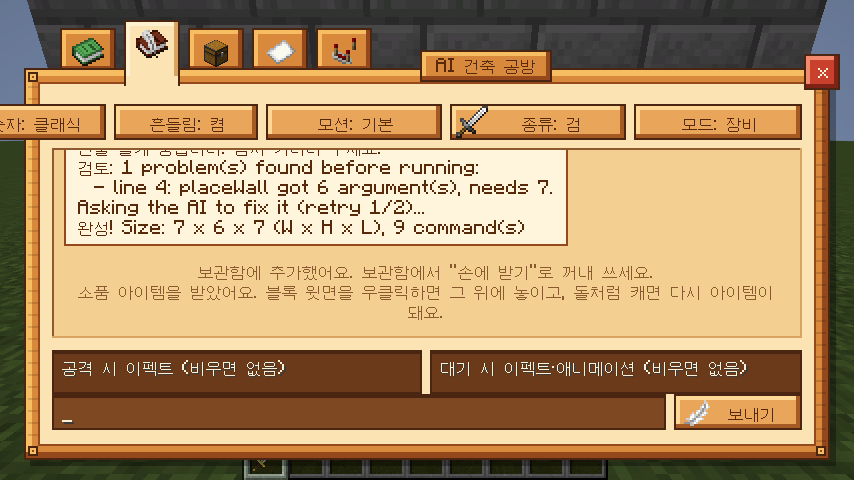 AI 건축 공방
숫자: 클래식
흔들림: 켬
모션: 기본
종류: 검
모드: 장비
검토: 1 problem(s) found before running:
- line 4: placeWall got 6 argument(s), needs 7.
Asking the AI to fix it (retry 1/2)...
완성! Size: 7 x 6 x 7 (W x H x L), 9 command(s)
보관함에 추가했어요. 보관함에서 "손에 받기"로 꺼내 쓰세요.
소품 아이템을 받았어요. 블록 윗면을 우클릭하면 그 위에 놓이고, 돌처럼 캐면 다시 아이템이
돼요.
공격 시 이펙트 (비우면 없음)
대기 시 이펙트·애니메이션 (비우면 없음)
_
보내기